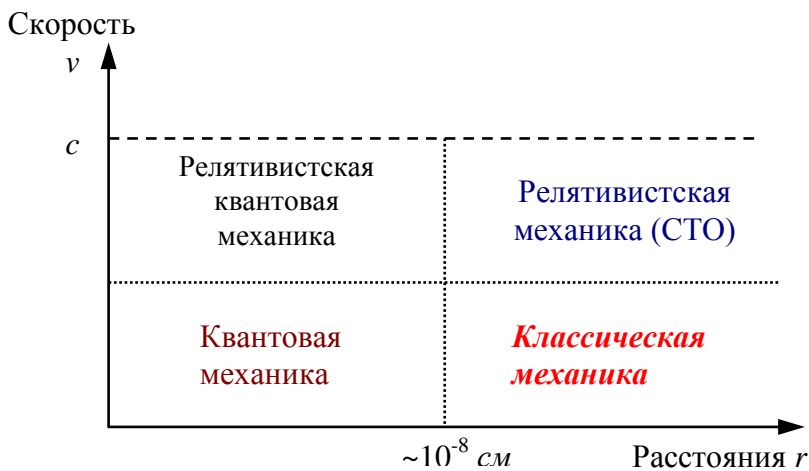 Скорость
v
c
Релятивистская
квантовая
механика
Релятивистская
механика (СТО)
Квантовая
механика
Классическая
механика
~10⁻⁸ см
Расстояния r